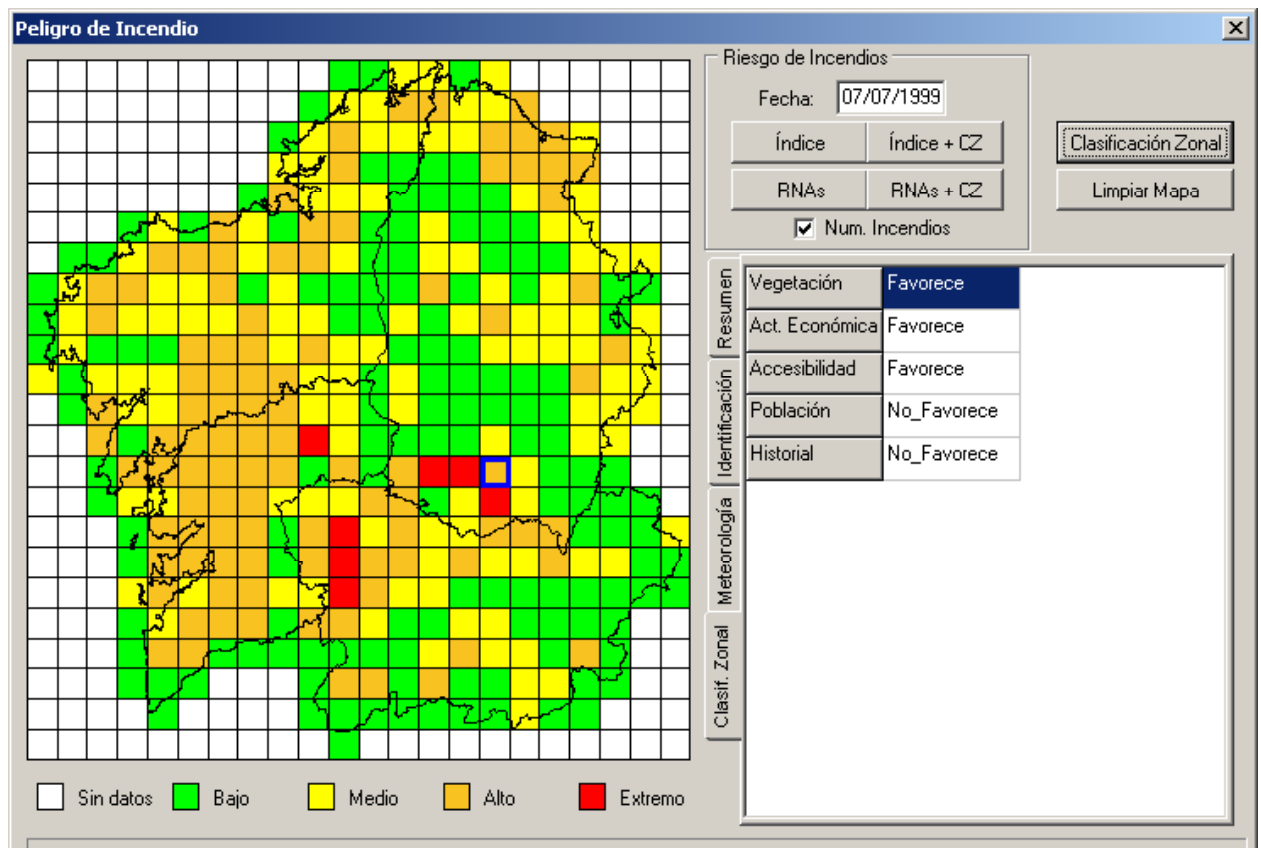 Peligro de Incendio
Riesgo de Incendios
Fecha: 07/07/1999
Índice Índice + CZ
RNAs RNAs + CZ
Num. Incendios
Clasificación Zonal
Limpiar Mapa
Resumen
Identificación
Meteorología
Clasif. Zonal
Vegetación Favorece
Act. Económica Favorece
Accesibilidad Favorece
Población No_Favorece
Historial No_Favorece
Sin datos Bajo Medio Alto Extremo